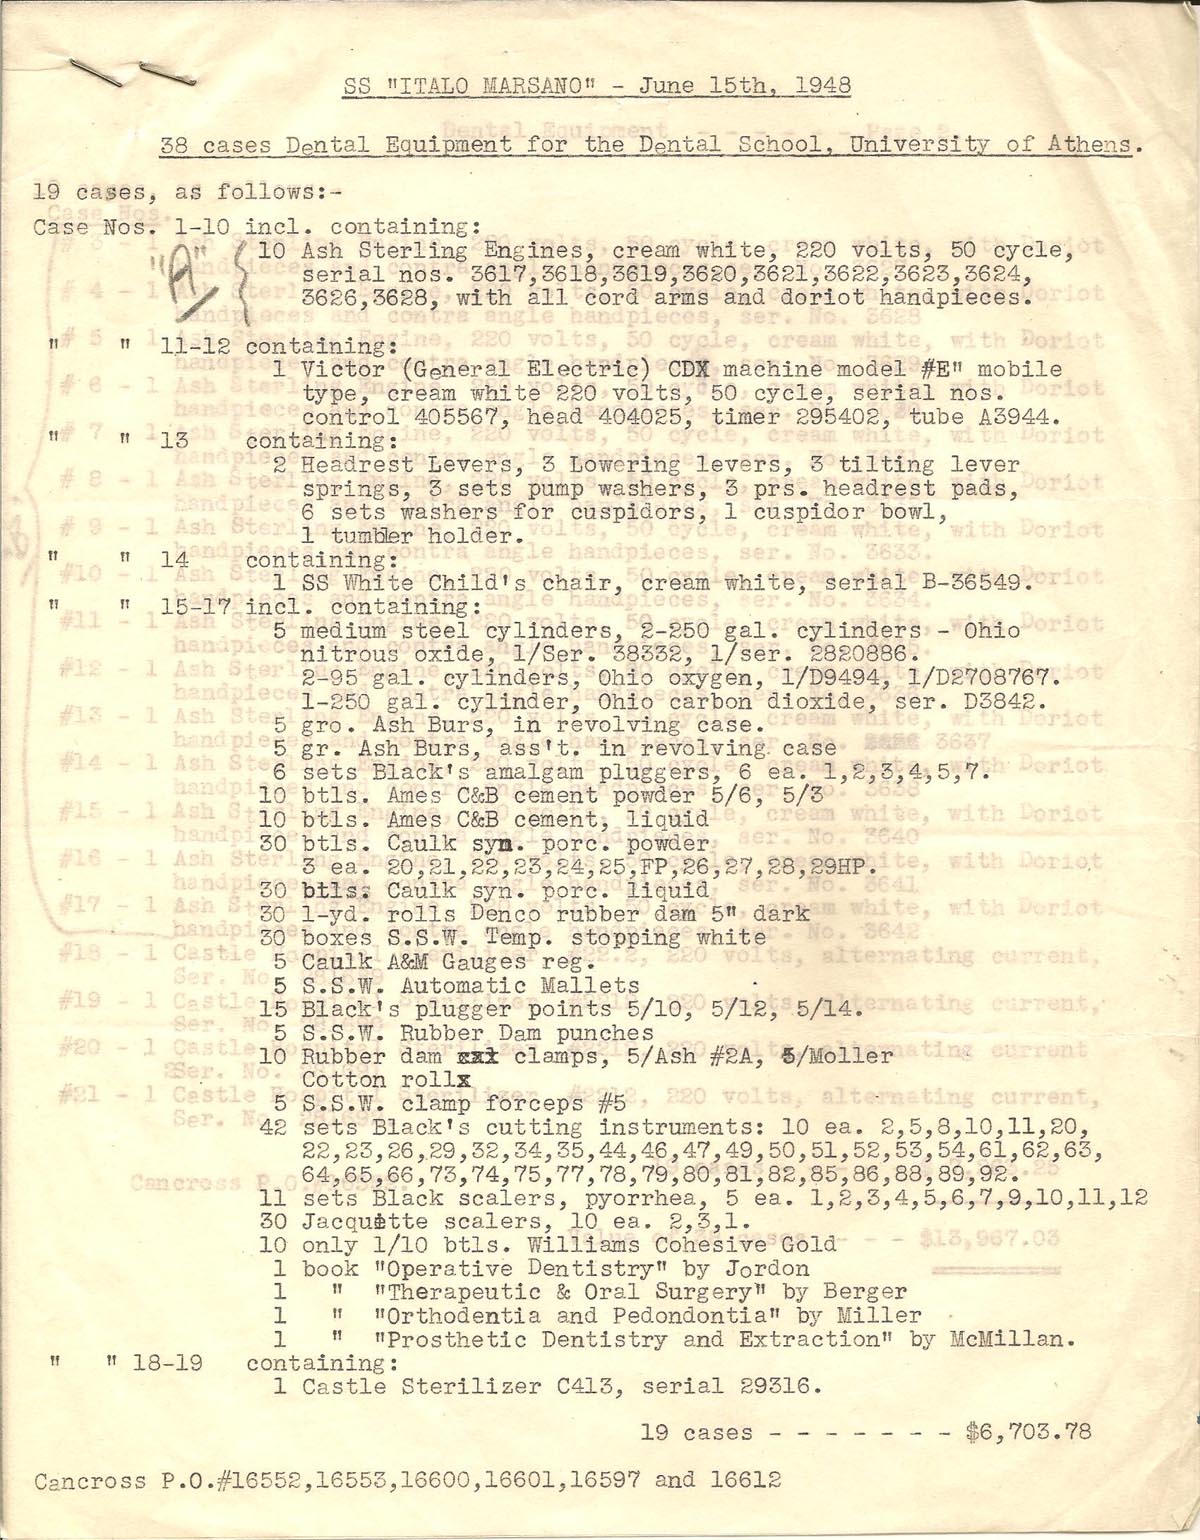 SS "ITALO MARSANO" - June 15th, 1948
38 cases Dental Equipment for the Dental School, University of Athens.
19 cases, as follows:-
Case Nos. 1-10 incl. containing:
"A" { 10 Ash Sterling Engines, cream white, 220 volts, 50 cycle,
serial nos. 3617,3618,3619,3620,3621,3622,3623,3624,
3626,3628, with all cord arms and doriot handpieces.
" " 11-12 containing:
1 Victor (General Electric) CDX machine model #E" mobile
type, cream white 220 volts, 50 cycle, serial nos.
control 405567, head 404025, timer 295402, tube A3944.
" " 13 containing:
2 Headrest Levers, 3 Lowering levers, 3 tilting lever
springs, 3 sets pump washers, 3 prs. headrest pads,
6 sets washers for cuspidors, 1 cuspidor bowl,
1 tumbler holder.
" " 14 containing:
1 SS White Child's chair, cream white, serial B-36549.
" " 15-17 incl. containing:
5 medium steel cylinders, 2-250 gal. cylinders - Ohio
nitrous oxide, 1/Ser. 38332, 1/ser. 2820886.
2-95 gal. cylinders, Ohio oxygen, 1/D9494, 1/D2708767.
1-250 gal. cylinder, Ohio carbon dioxide, ser. D3842.
5 gro. Ash Burs, in revolving case.
5 gr. Ash Burs, ass't. in revolving case
6 sets Black's amalgam pluggers, 6 ea. 1,2,3,4,5,7.
10 btls. Ames C&B cement powder 5/6, 5/3
10 btls. Ames C&B cement, liquid
30 btls. Caulk syn. porc. powder
3 ea. 20,21,22,23,24,25,FP,26,27,28,29HP.
30 btls. Caulk syn. porc. liquid
30 1-yd. rolls Denco rubber dam 5" dark
30 boxes S.S.W. Temp. stopping white
5 Caulk A&M Gauges reg.
5 S.S.W. Automatic Mallets
15 Black's plugger points 5/10, 5/12, 5/14.
5 S.S.W. Rubber Dam punches
10 Rubber dam clamps, 5/Ash #2A, 5/Moller
Cotton rollx
5 S.S.W. clamp forceps #5
42 sets Black's cutting instruments: 10 ea. 2,5,8,10,11,20,
22,23,26,29,32,34,35,44,46,47,49,50,51,52,53,54,61,62,63,
64,65,66,73,74,75,77,78,79,80,81,82,85,86,88,89,92.
11 sets Black scalers, pyorrhea, 5 ea. 1,2,3,4,5,6,7,9,10,11,12
30 Jacquette scalers, 10 ea. 2,3,1.
10 only 1/10 btls. Williams Cohesive Gold
1 book "Operative Dentistry" by Jordon
1 " "Therapeutic & Oral Surgery" by Berger
1 " "Orthodentia and Pedondontia" by Miller
1 " "Prosthetic Dentistry and Extraction" by McMillan.
" " 18-19 containing:
1 Castle Sterilizer C413, serial 29316.
19 cases - - - - - - - $6,703.78
Cancross P.O.#16552,16553,16600,16601,16597 and 16612